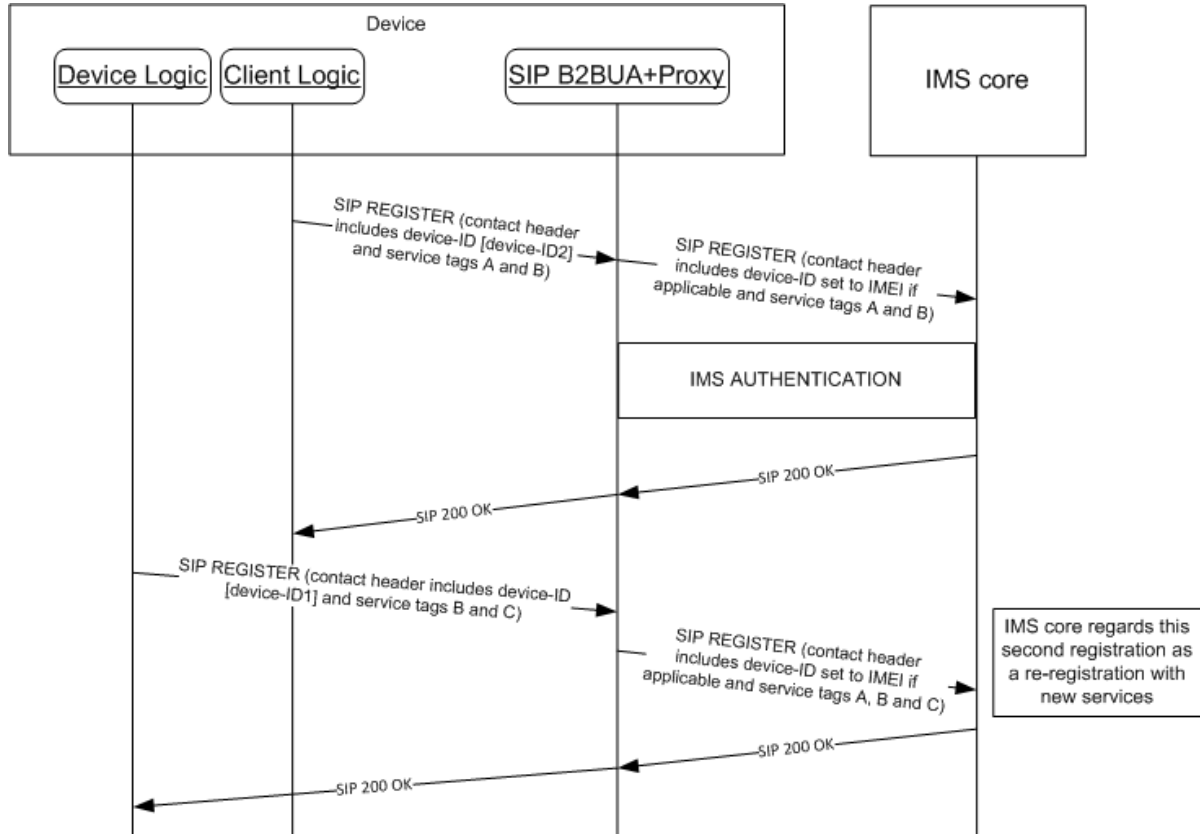 Device
Device Logic
Client Logic
SIP B2BUA+Proxy
IMS core
SIP REGISTER (contact header
includes device-ID [device-ID2]
and service tags A and B)
SIP REGISTER (contact header
includes device-ID set to IMEI if
applicable and service tags A and B)
IMS AUTHENTICATION
SIP 200 OK
SIP 200 OK
SIP REGISTER (contact header includes device-ID
[device-ID1] and service tags B and C)
SIP REGISTER (contact header
includes device-ID set to IMEI if
applicable and service tags A, B and C)
IMS core regards this
second registration as
a re-registration with
new services
SIP 200 OK
SIP 200 OK